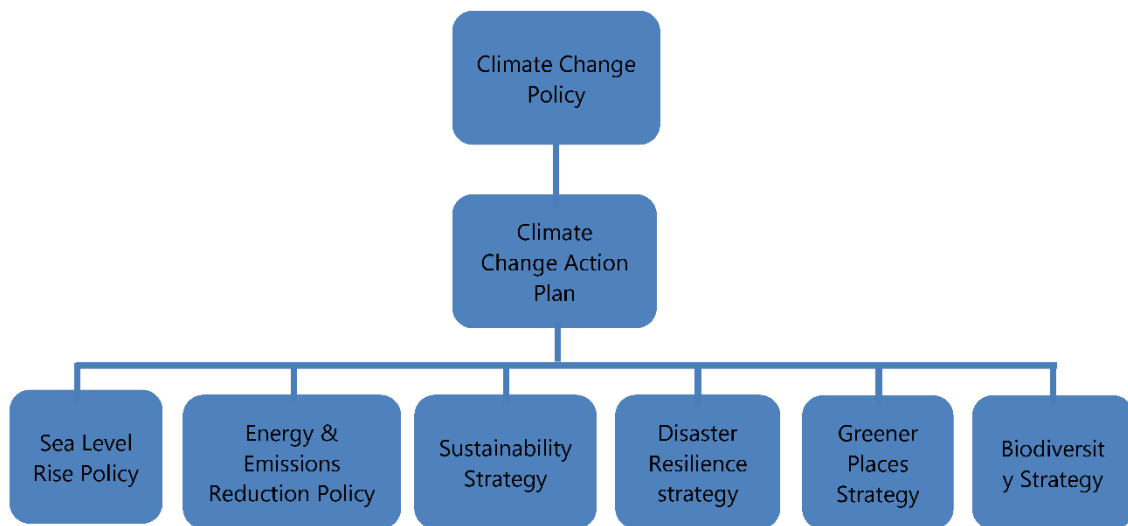 Climate Change
Policy
Climate
Change Action
Plan
Sea Level
Rise Policy
Energy &
Emissions
Reduction Policy
Sustainability
Strategy
Disaster
Resilience
strategy
Greener
Places
Strategy
Biodiversit
y Strategy